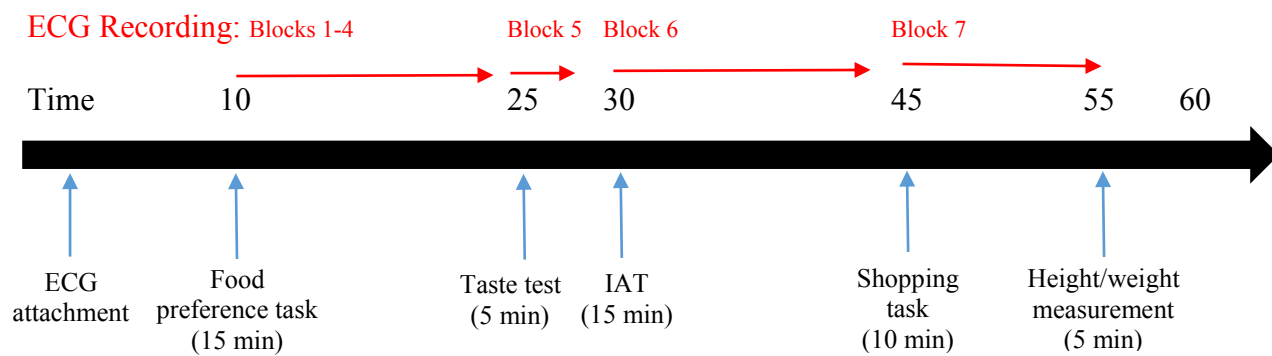 ECG Recording: Blocks 1-4 Block 5 Block 6 Block 7
Time 10 25 30 45 55 60
ECG
attachment
Food
preference task
(15 min)
Taste test
(5 min)
IAT
(15 min)
Shopping
task
(10 min)
Height/weight
measurement
(5 min)